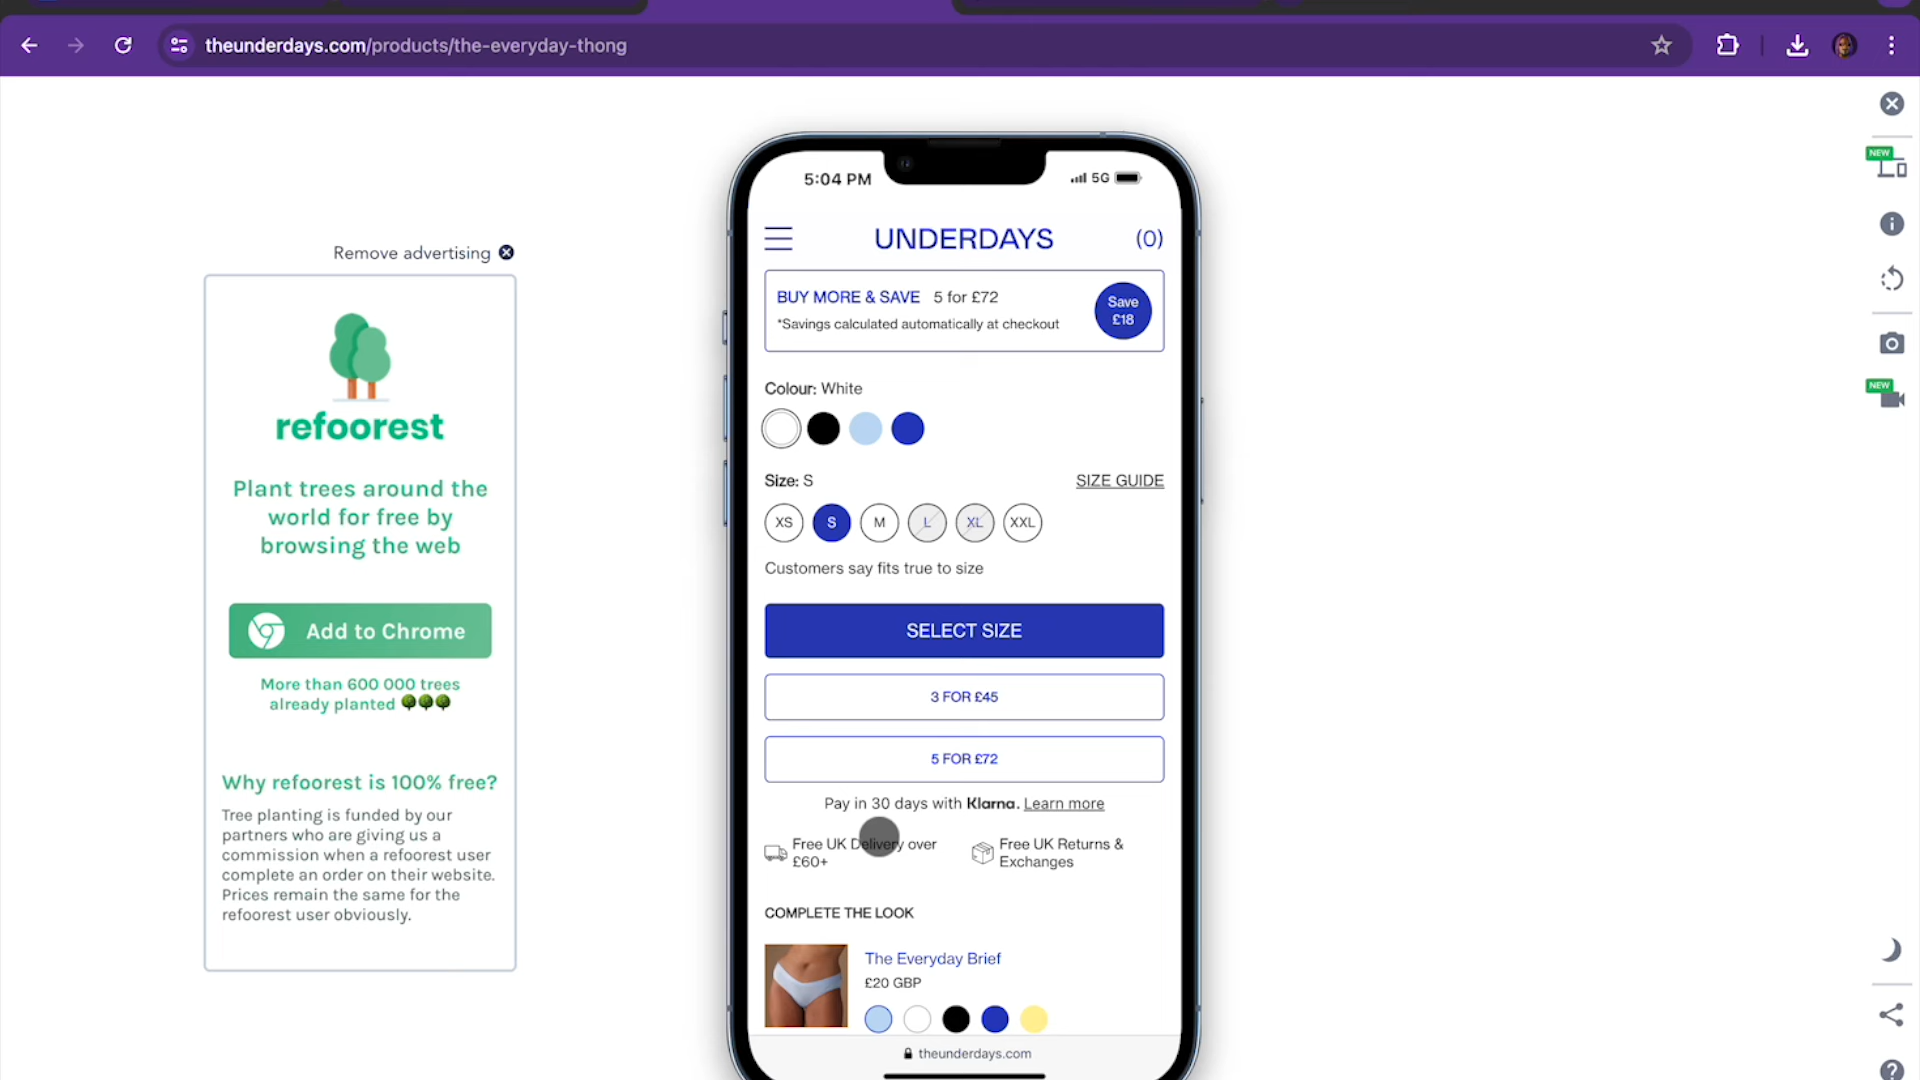 theunderdays.com/products/the-everyday-thong
NEW
NEW
Remove advertising
refoorest
Plant trees around the
world for free by
browsing the web
Add to Chrome
More than 600 000 trees
already planted
Why refoorest is 100% free?
Tree planting is funded by our
partners who are giving us a
commission when a refoorest user
complete an order on their website.
Prices remain the same for the
refoorest user obviously.
5:04 PM
5G
UNDERDAYS
(0)
BUY MORE & SAVE 5 for £72
*Savings calculated automatically at checkout
Save
£18
Colour: White
Size: S
SIZE GUIDE
XS
S
M
L
XL
XXL
Customers say fits true to size
SELECT SIZE
3 FOR £45
5 FOR £72
Pay in 30 days with Klarna. Learn more
Free UK Delivery over
£60+
Free UK Returns &
Exchanges
COMPLETE THE LOOK
The Everyday Brief
£20 GBP
theunderdays.com